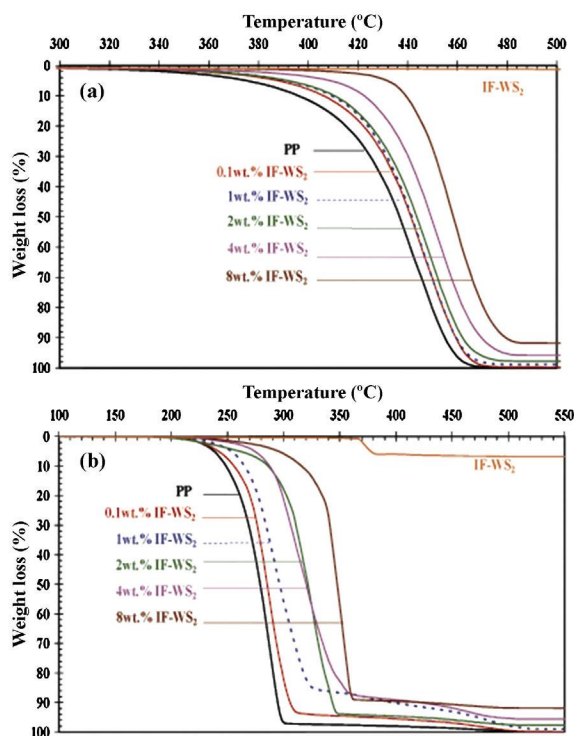 Temperature (ºC)
300 320 340 360 380 400 420 440 460 480 500
Weight loss (%)
0
10
20
30
40
50
60
70
80
90
100
(a)
IF-WS2
PP
0.1wt.% IF-WS2
1wt.% IF-WS2
2wt.% IF-WS2
4wt.% IF-WS2
8wt.% IF-WS2
Temperature (ºC)
100 150 200 250 300 350 400 450 500 550
Weight loss (%)
0
10
20
30
40
50
60
70
80
90
100
(b)
IF-WS2
PP
0.1wt.% IF-WS2
1wt.% IF-WS2
2wt.% IF-WS2
4wt.% IF-WS2
8wt.% IF-WS2